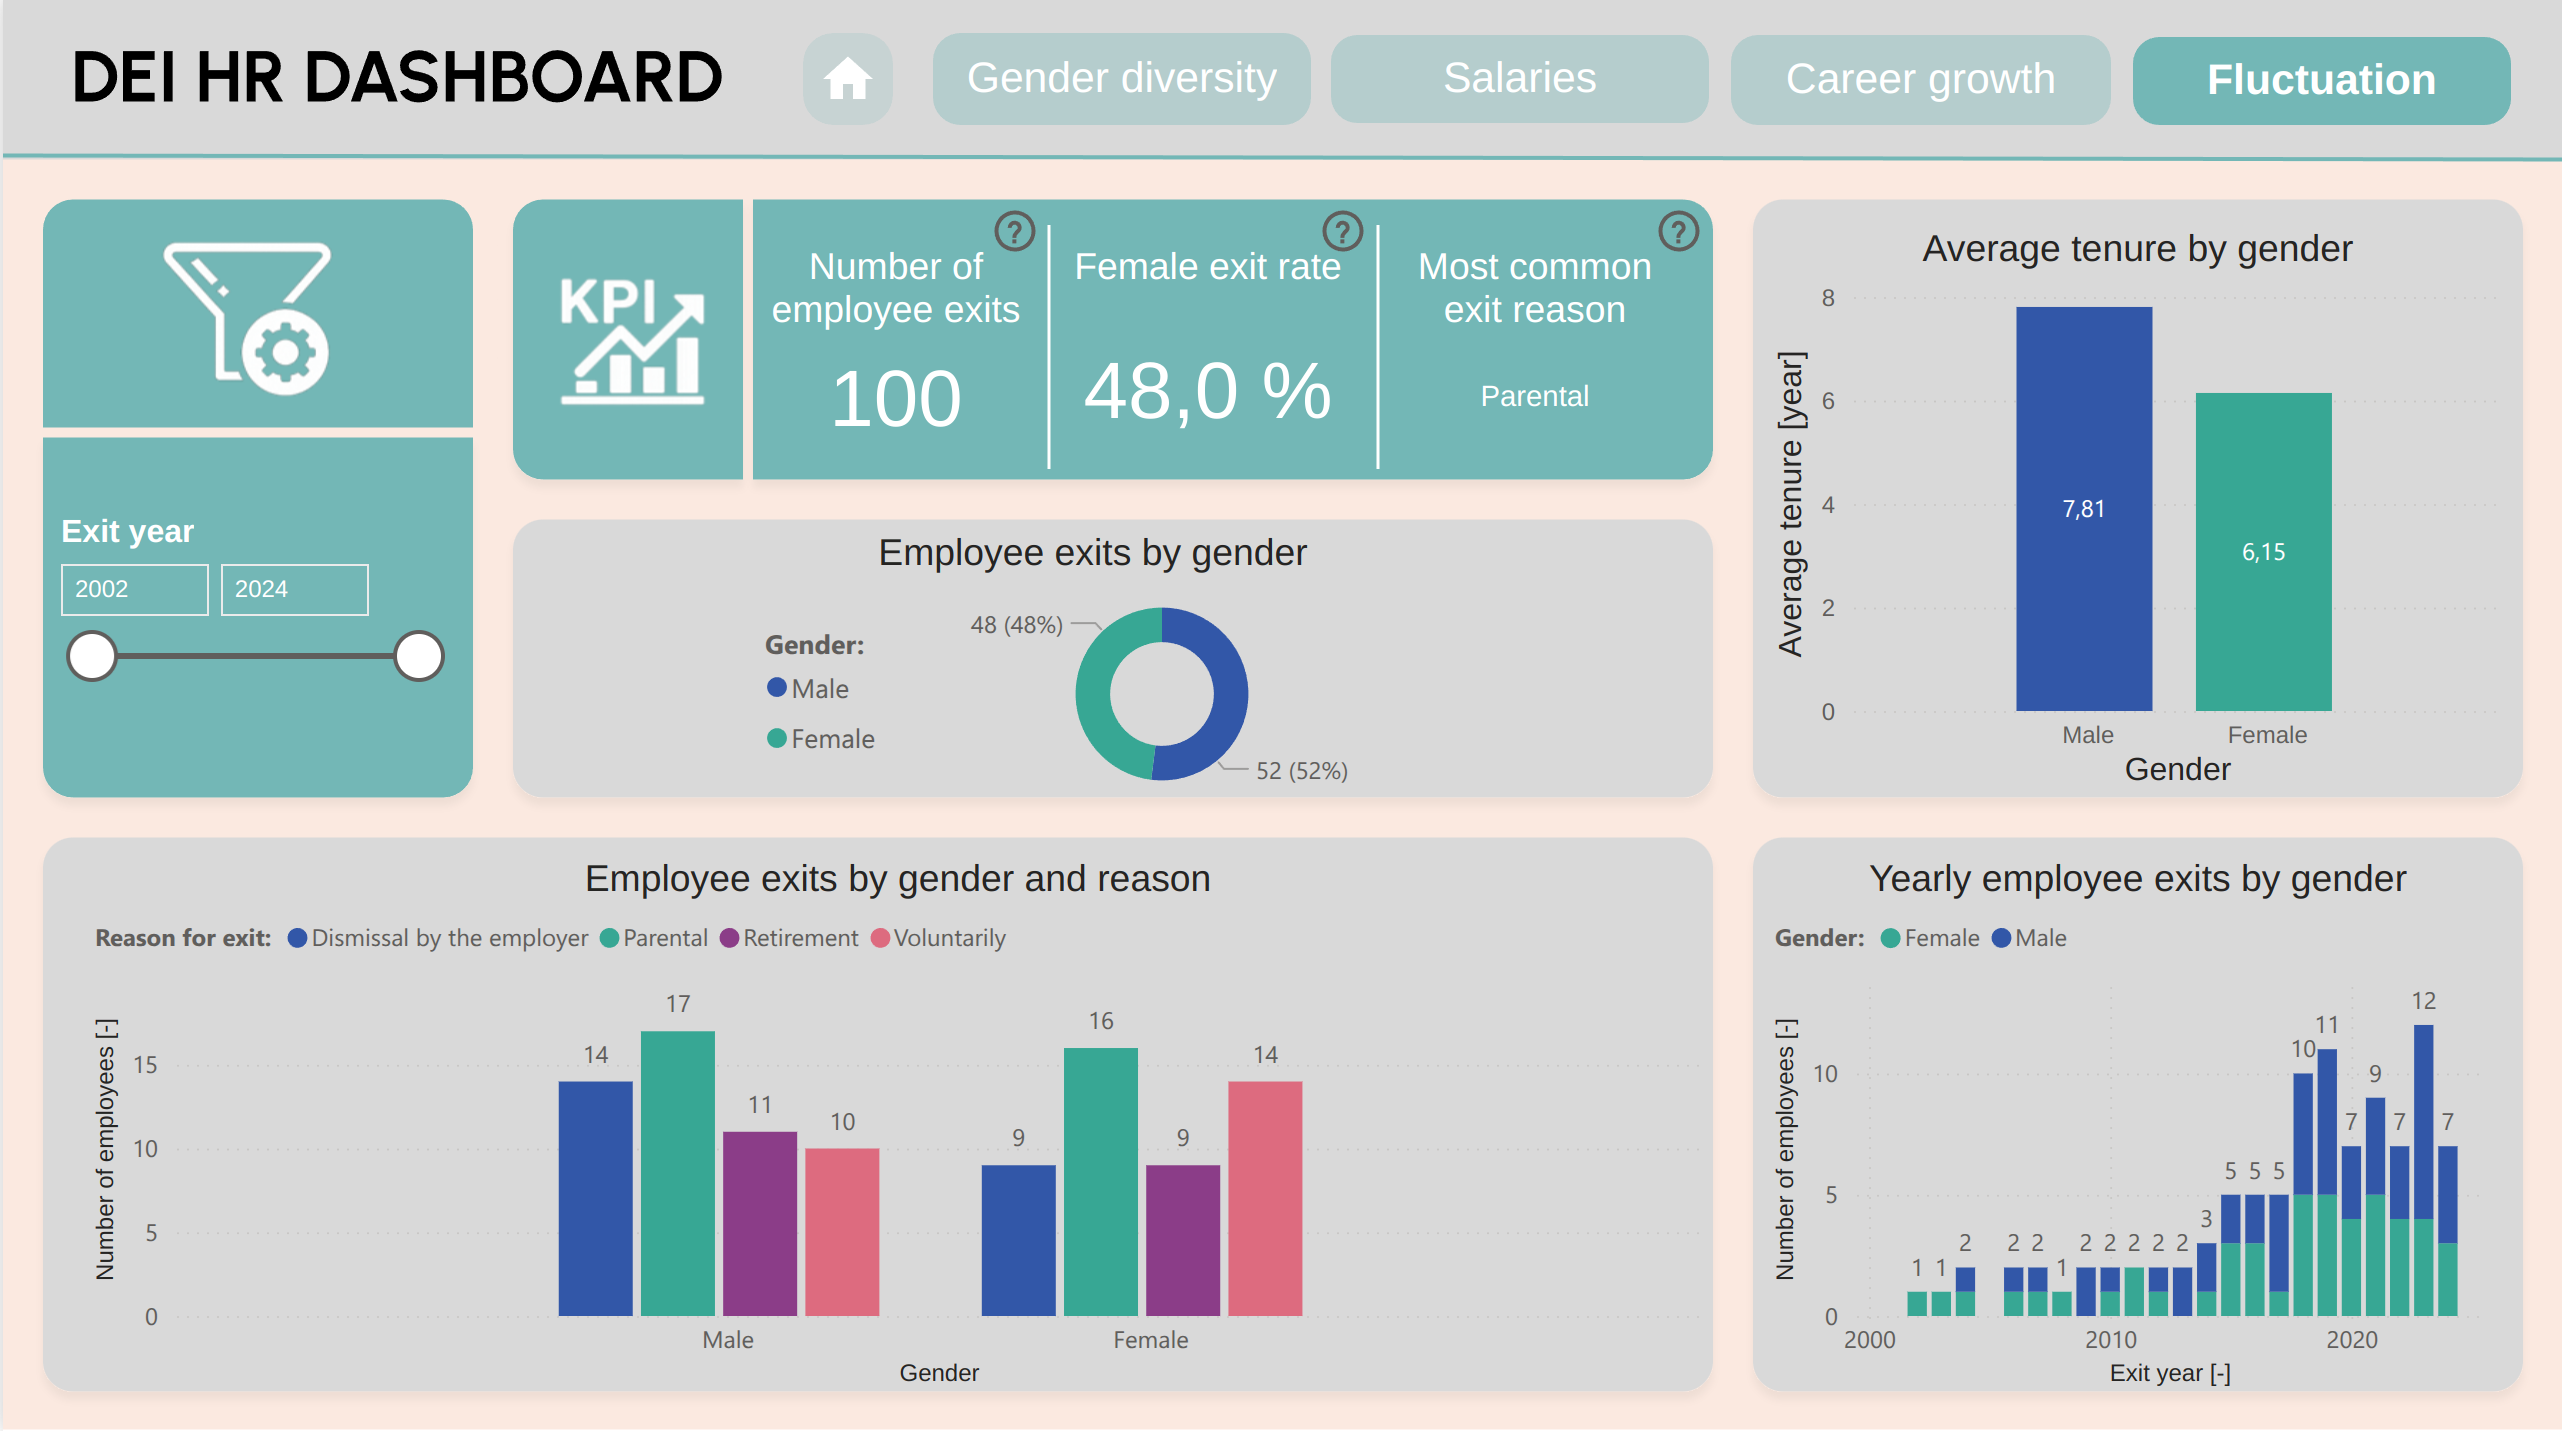 DEI HR DASHBOARD
Gender diversity
Salaries
Career growth
Fluctuation
Exit year
2002
2024
KPI
Number of
employee exits
?
100
Female exit rate
?
48,0 %
Most common
exit reason
?
Parental
Employee exits by gender
Gender:
Male
Female
48 (48%)
52 (52%)
Average tenure by gender
Average tenure [year]
8
6
4
2
0
7,81
6,15
Male
Female
Gender
Employee exits by gender and reason
Reason for exit: Dismissal by the employer Parental Retirement Voluntarily
Number of employees [-]
15
10
5
0
14
17
11
10
9
16
9
14
Male
Female
Gender
Yearly employee exits by gender
Gender: Female Male
Number of employees [-]
10
5
0
1
1
2
2
2
1
2
2
2
2
2
3
5
5
5
10
11
7
9
7
12
7
2000
2010
2020
Exit year [-]